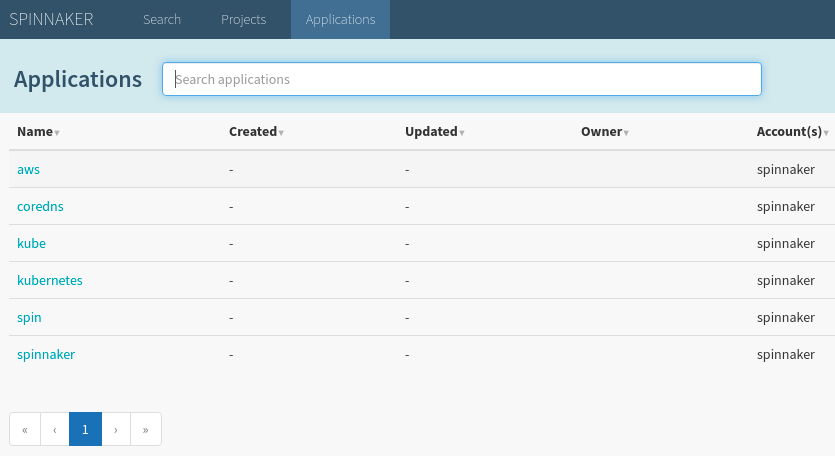 SPINNAKER Search Projects Applications
Applications Search applications
Name▾ Created▾ Updated▾ Owner▾ Account(s)▾
aws - - spinnaker
coredns - - spinnaker
kube - - spinnaker
kubernetes - - spinnaker
spin - - spinnaker
spinnaker - - spinnaker
« ‹ 1 › »